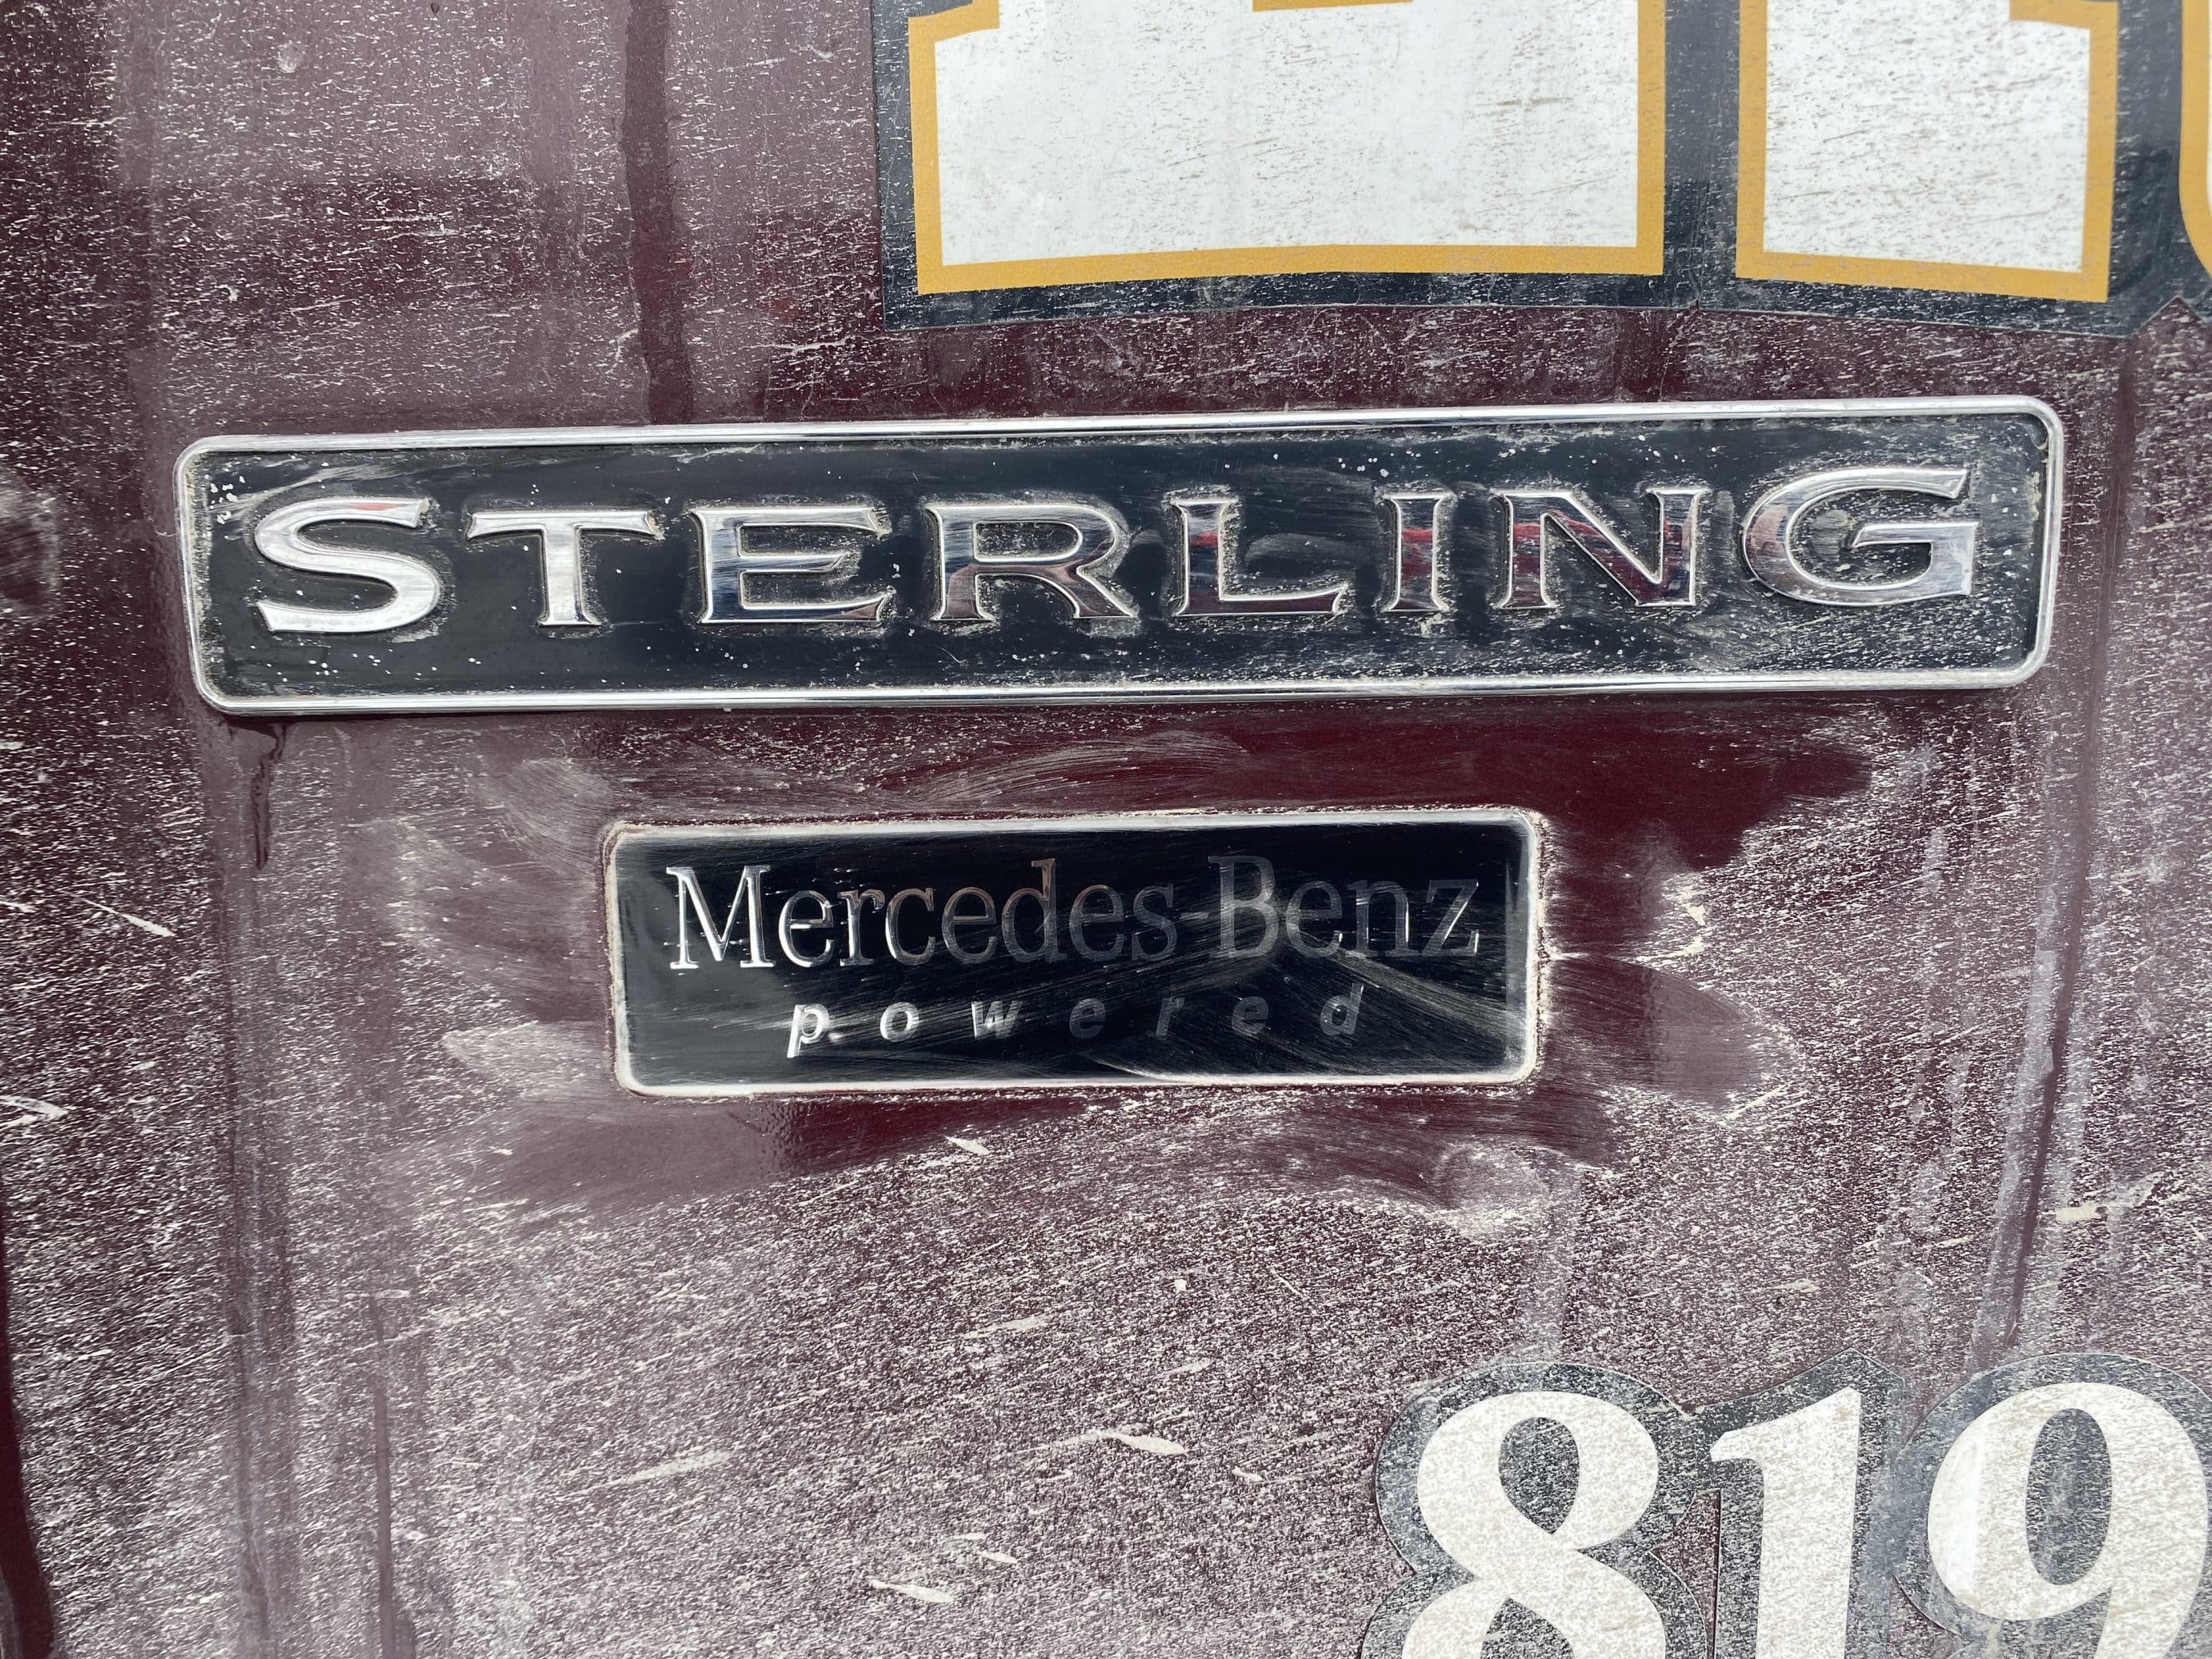 STERLING
Mercedes-Benz
powered
819